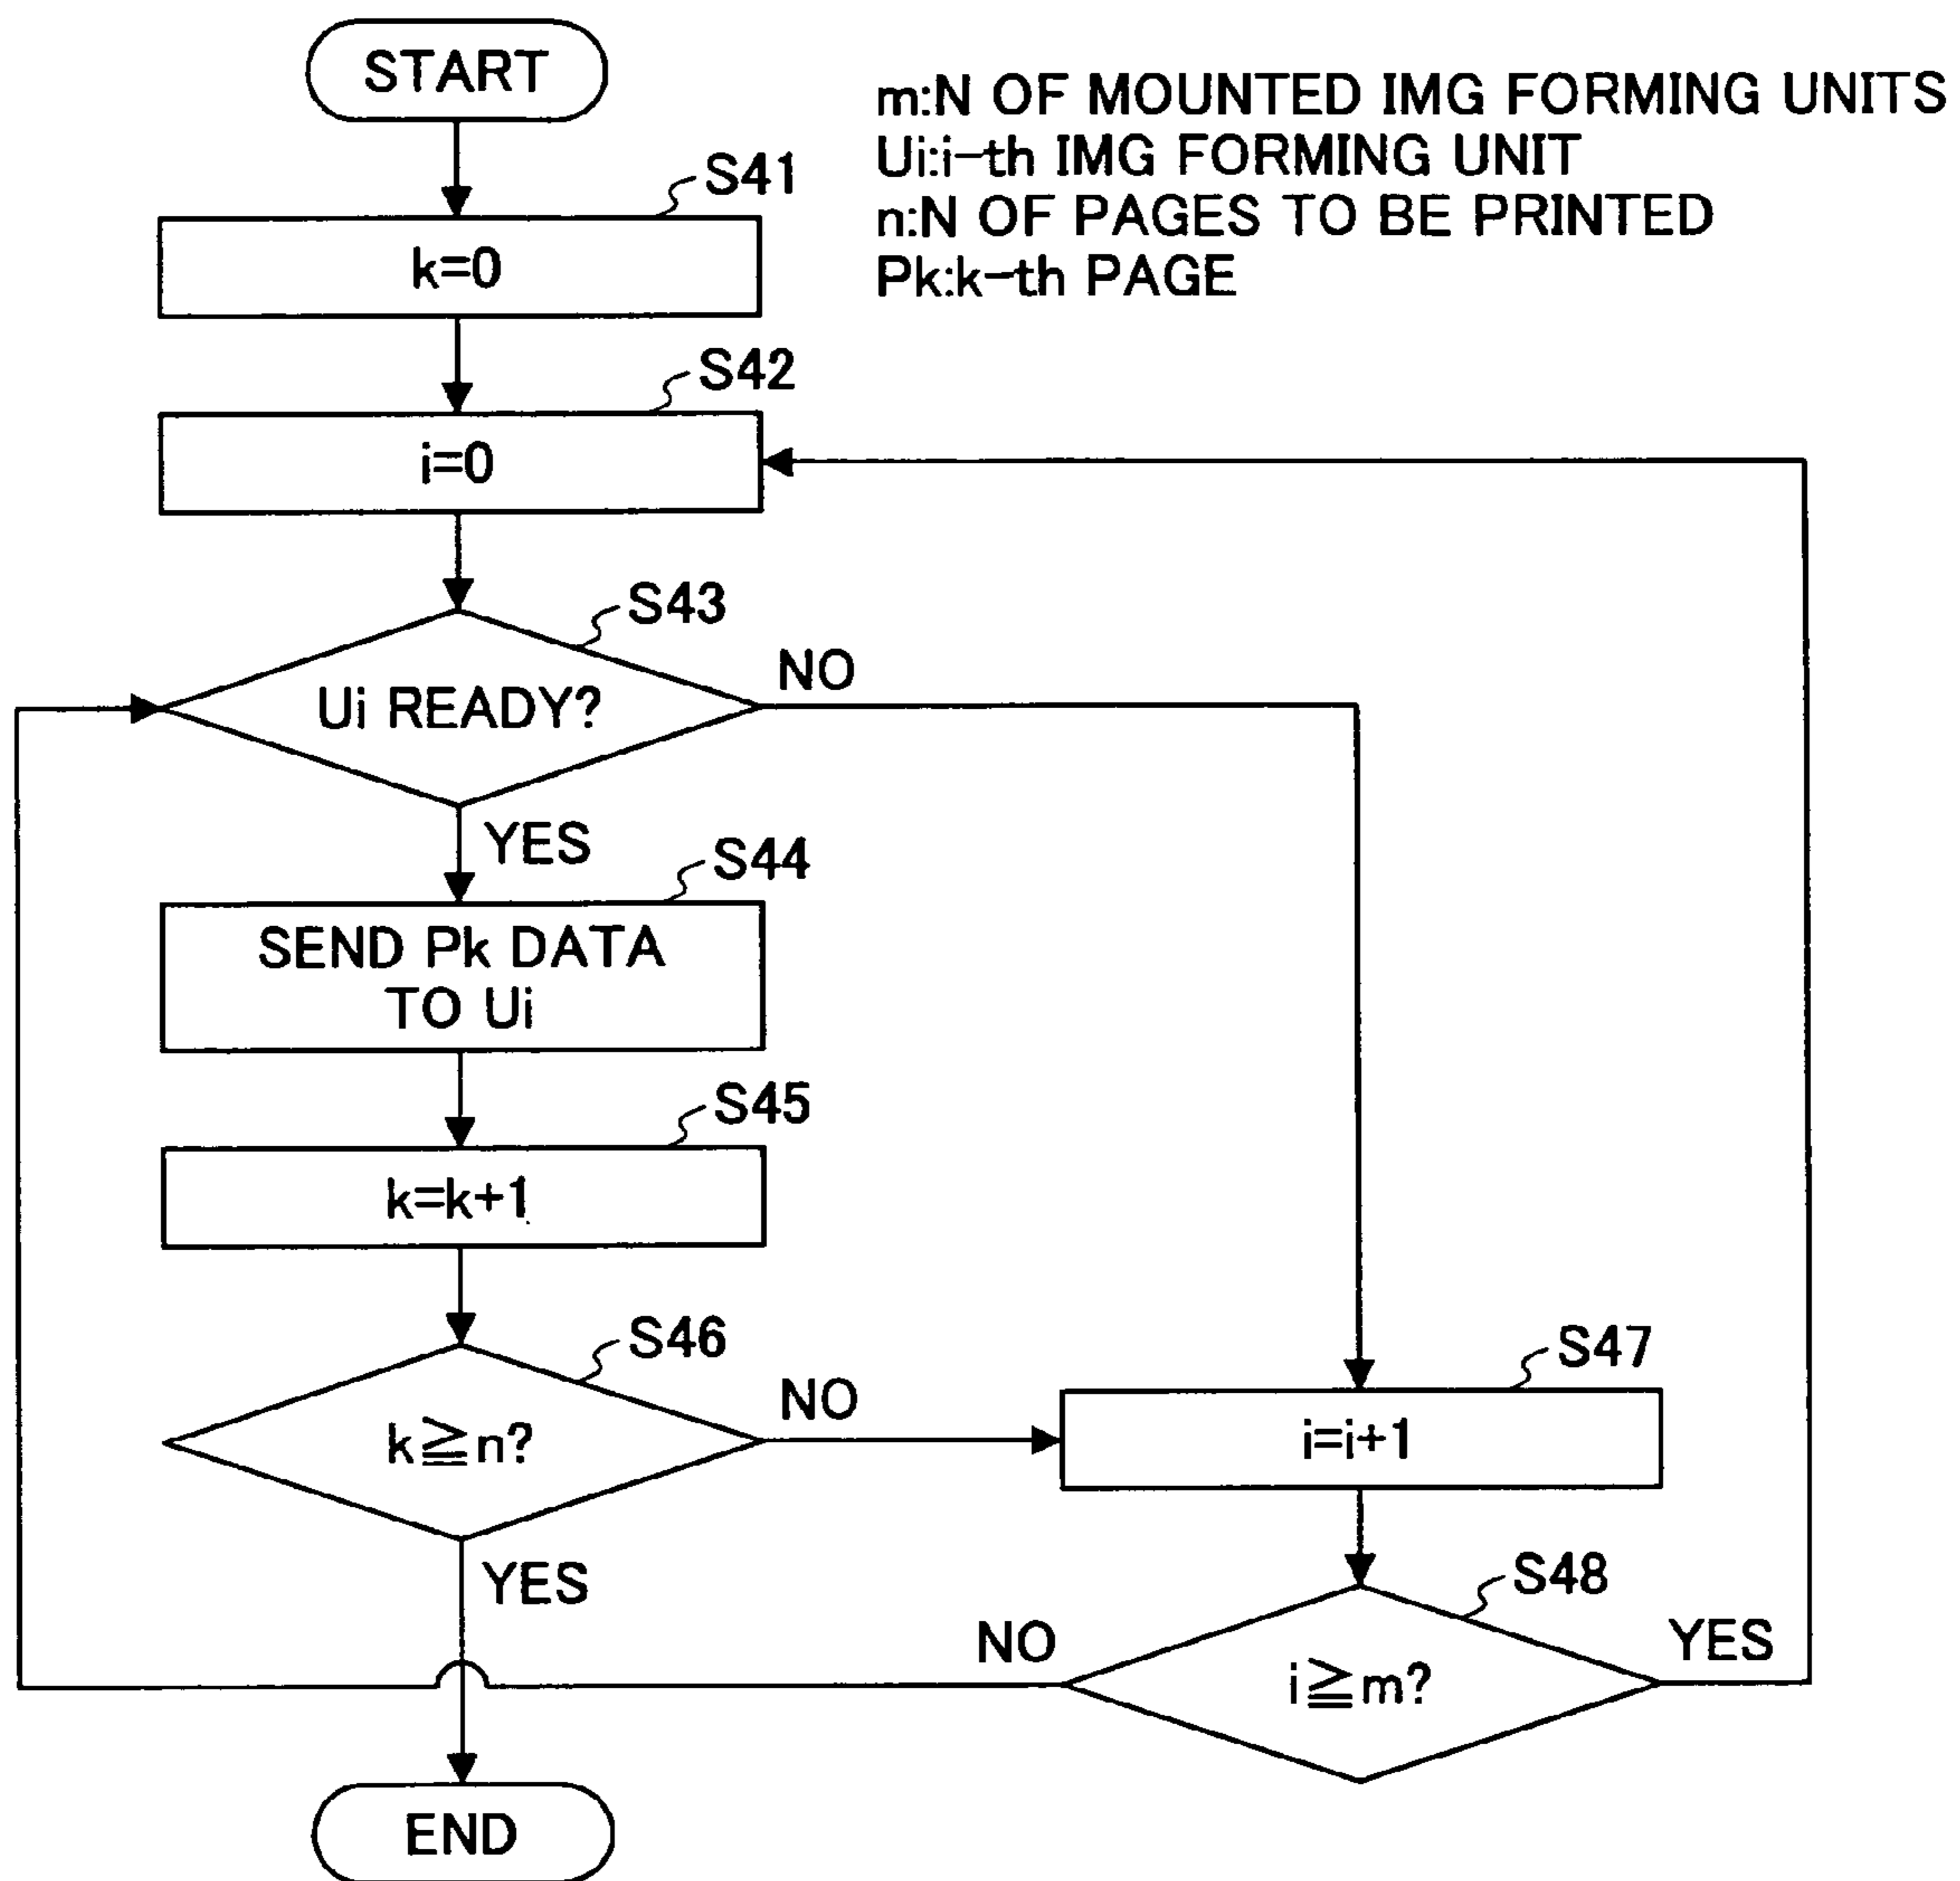 START
m:N OF MOUNTED IMG FORMING UNITS
Ui:i-th IMG FORMING UNIT
n:N OF PAGES TO BE PRINTED
Pk:k-th PAGE
S41
k=0
S42
i=0
S43
NO
Ui READY?
YES
S44
SEND Pk DATA
TO Ui
S45
k=k+1
S46
S47
NO
k≧n?
i=i+1
YES
S48
NO
YES
i≧m?
END